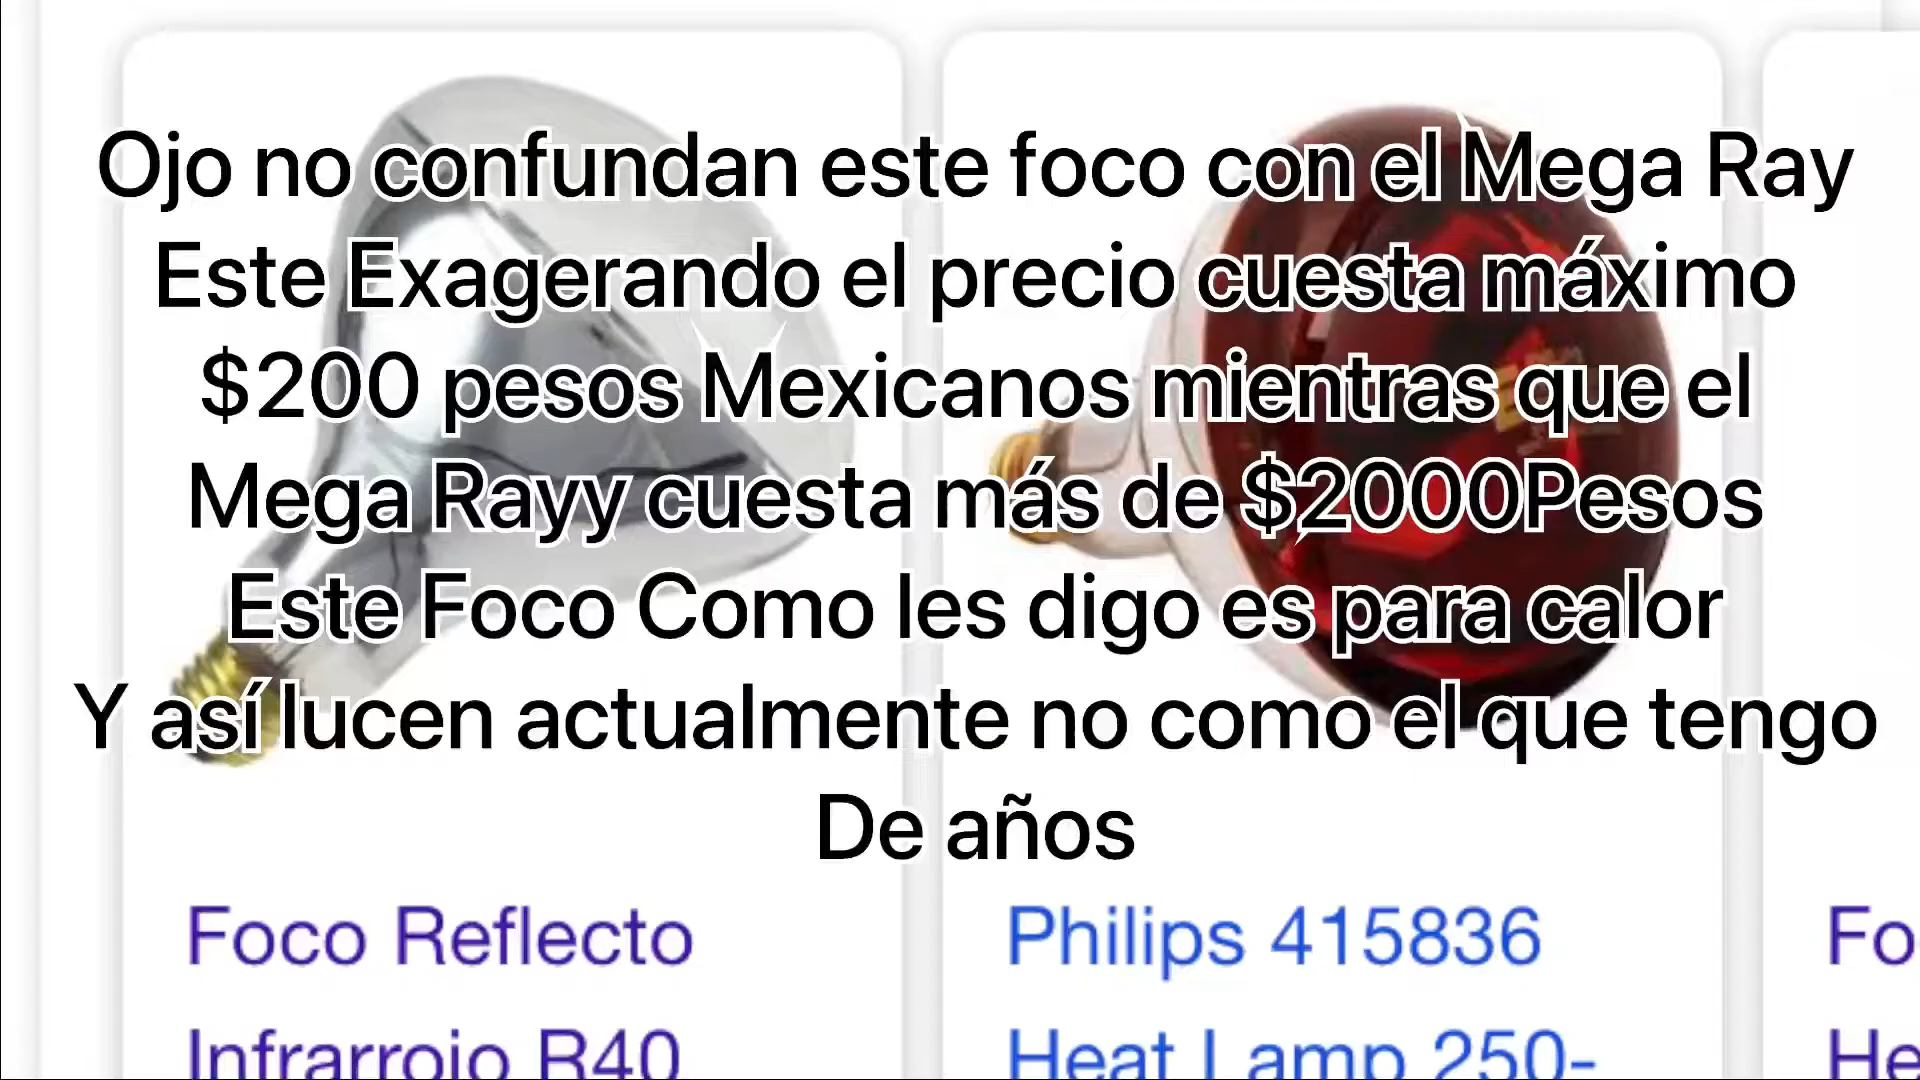 Ojo no confundan este foco con el Mega Ray
Este Exagerando el precio cuesta máximo
$200 pesos Mexicanos mientras que el
Mega Rayy cuesta más de $2000Pesos
Este Foco Como les digo es para calor
Y así lucen actualmente no como el que tengo
De años
Foco Reflecto
Infrarrojo R40
Philips 415836
Heat Lamp 250-
Fo
He